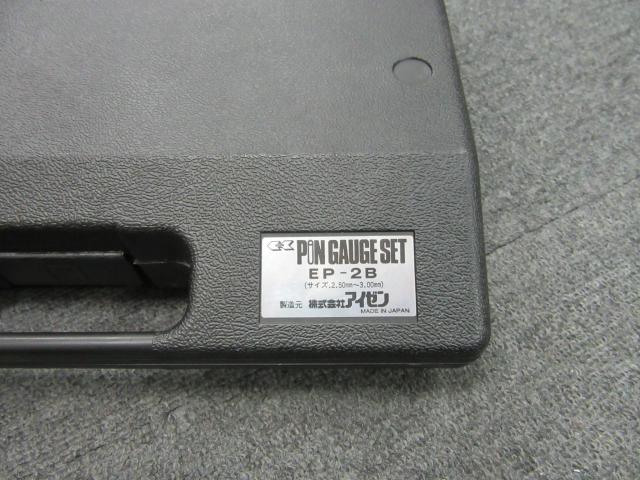 PiN GAUGE SET
EP-2B
(サイズ.2.50mm～3.00mm)
製造元 株式会社アイゼン
MADE IN JAPAN